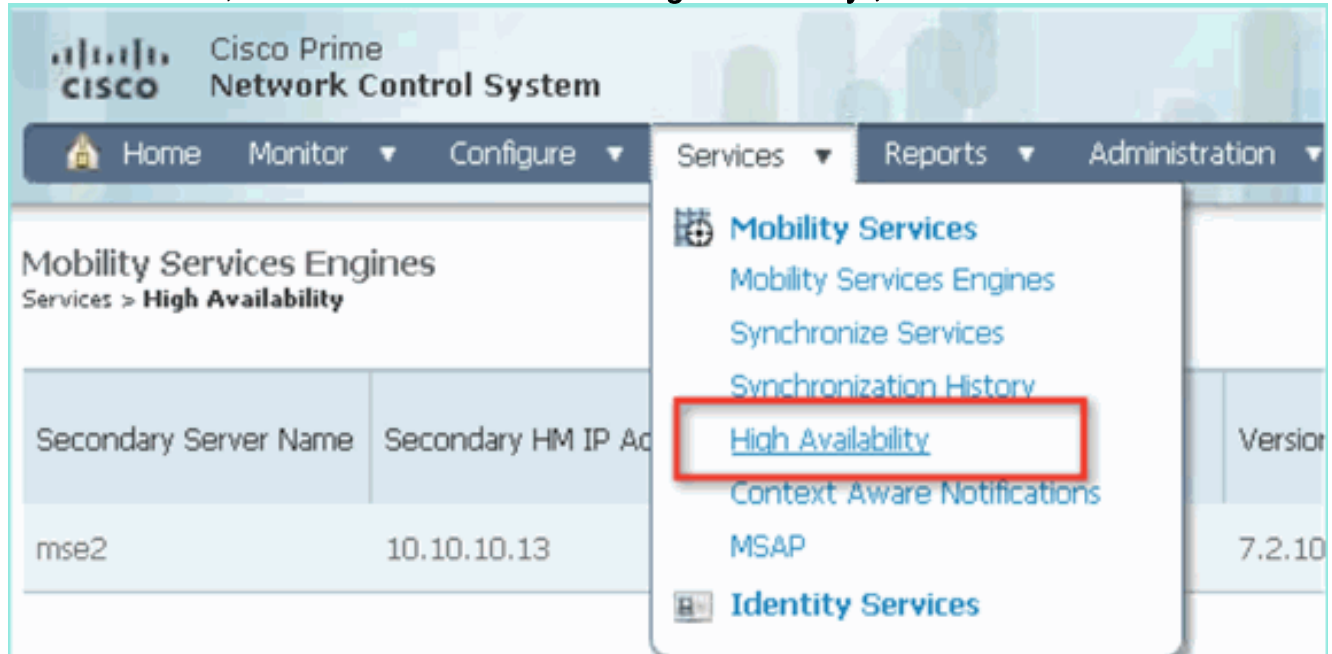 CISCO
Cisco Prime
Network Control System
Home Monitor Configure Services Reports Administration
Mobility Services Engines
Services > High Availability
Mobility Services
Mobility Services Engines
Synchronize Services
Synchronization History
High Availability
Context Aware Notifications
MSAP
Identity Services
Secondary Server Name Secondary HM IP Version
mse2 10.10.10.13 7.2.10